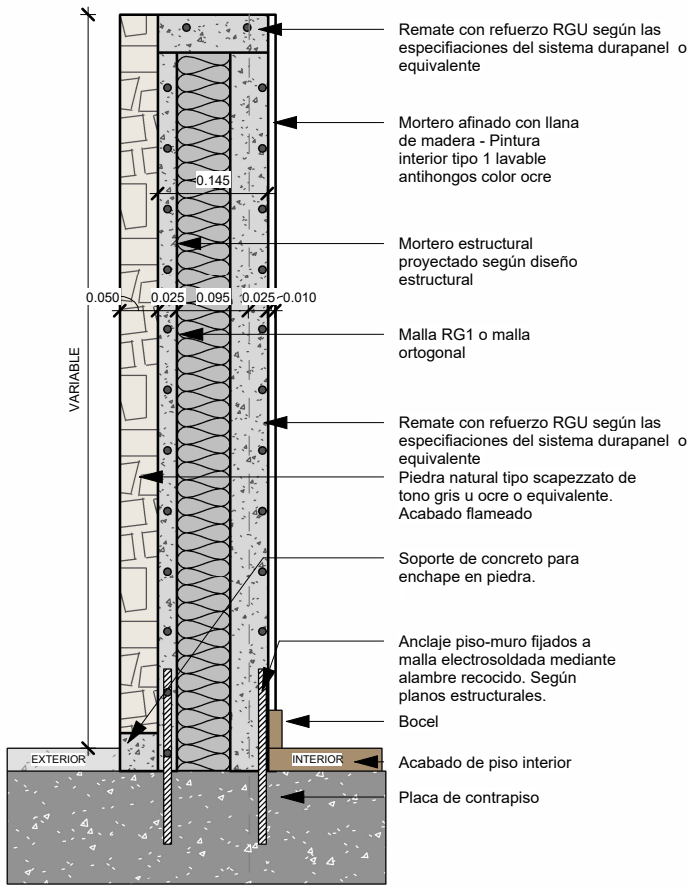 Remate con refuerzo RGU según las
especifiaciones del sistema durapanel o
equivalente
Mortero afinado con llana
de madera - Pintura
interior tipo 1 lavable
antihongos color ocre
0.145
Mortero estructural
proyectado según diseño
estructural
0.050 0.025 0.095 0.025 0.010
Malla RG1 o malla
ortogonal
VARIABLE
Remate con refuerzo RGU según las
especifiaciones del sistema durapanel o
equivalente
Piedra natural tipo scapezzato de
tono gris u ocre o equivalente.
Acabado flameado
Soporte de concreto para
enchape en piedra.
Anclaje piso-muro fijados a
malla electrosoldada mediante
alambre recocido. Según
planos estructurales.
Bocel
EXTERIOR
INTERIOR
Acabado de piso interior
Placa de contrapiso